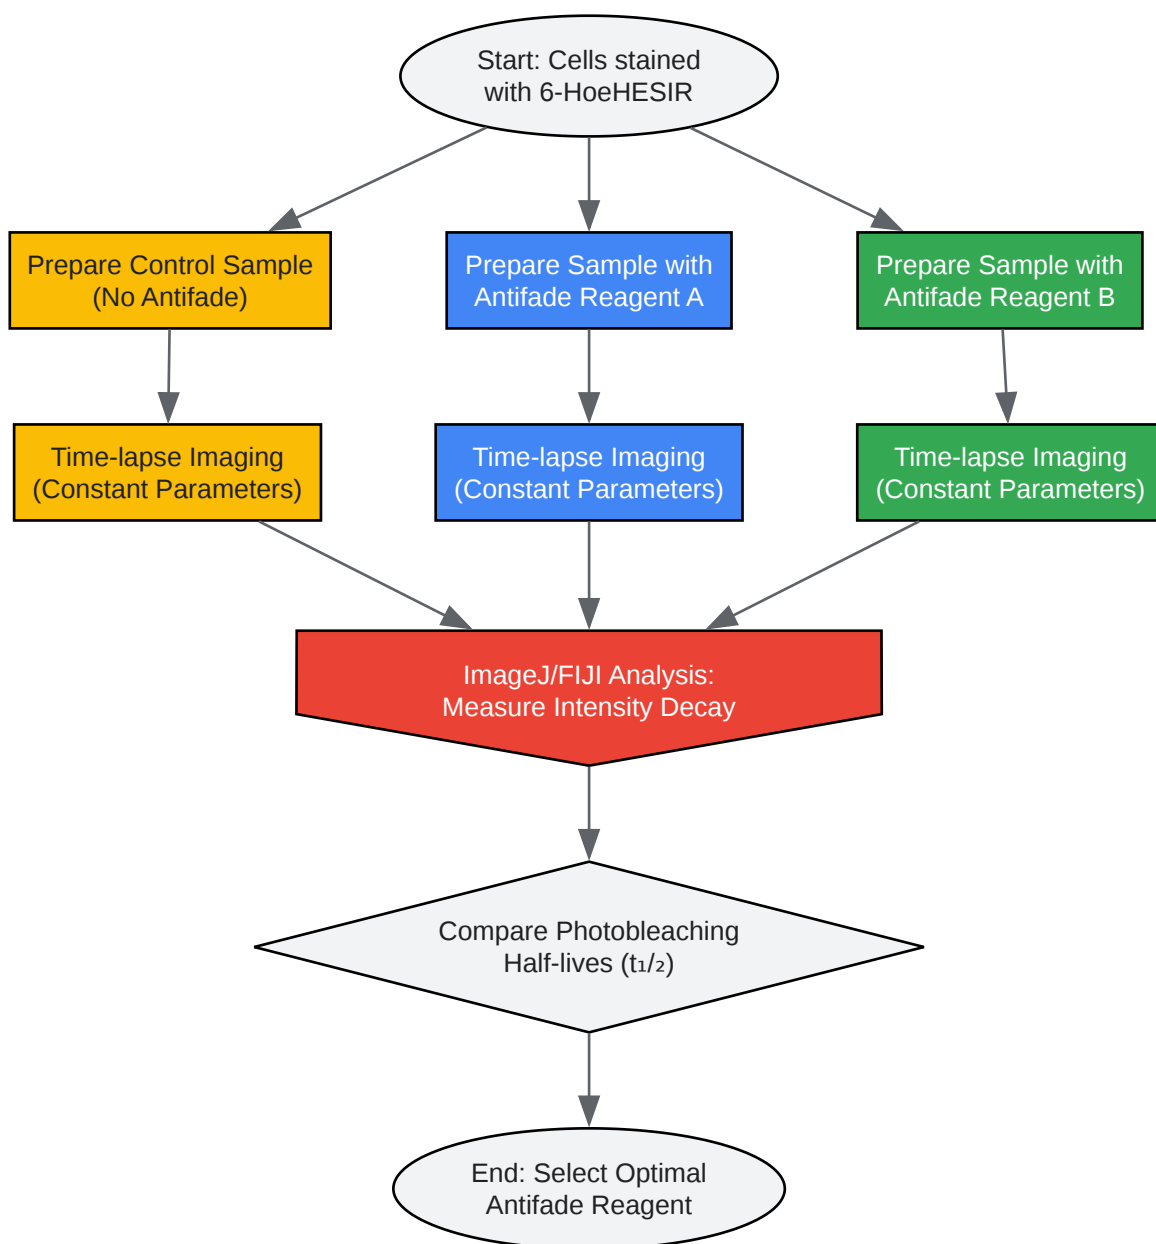 Start: Cells stained
with 6-HoeHESIR
Prepare Control Sample
(No Antifade)
Prepare Sample with
Antifade Reagent A
Prepare Sample with
Antifade Reagent B
Time-lapse Imaging
(Constant Parameters)
Time-lapse Imaging
(Constant Parameters)
Time-lapse Imaging
(Constant Parameters)
ImageJ/FIJI Analysis:
Measure Intensity Decay
Compare Photobleaching
Half-lives (t₁/₂)
End: Select Optimal
Antifade Reagent